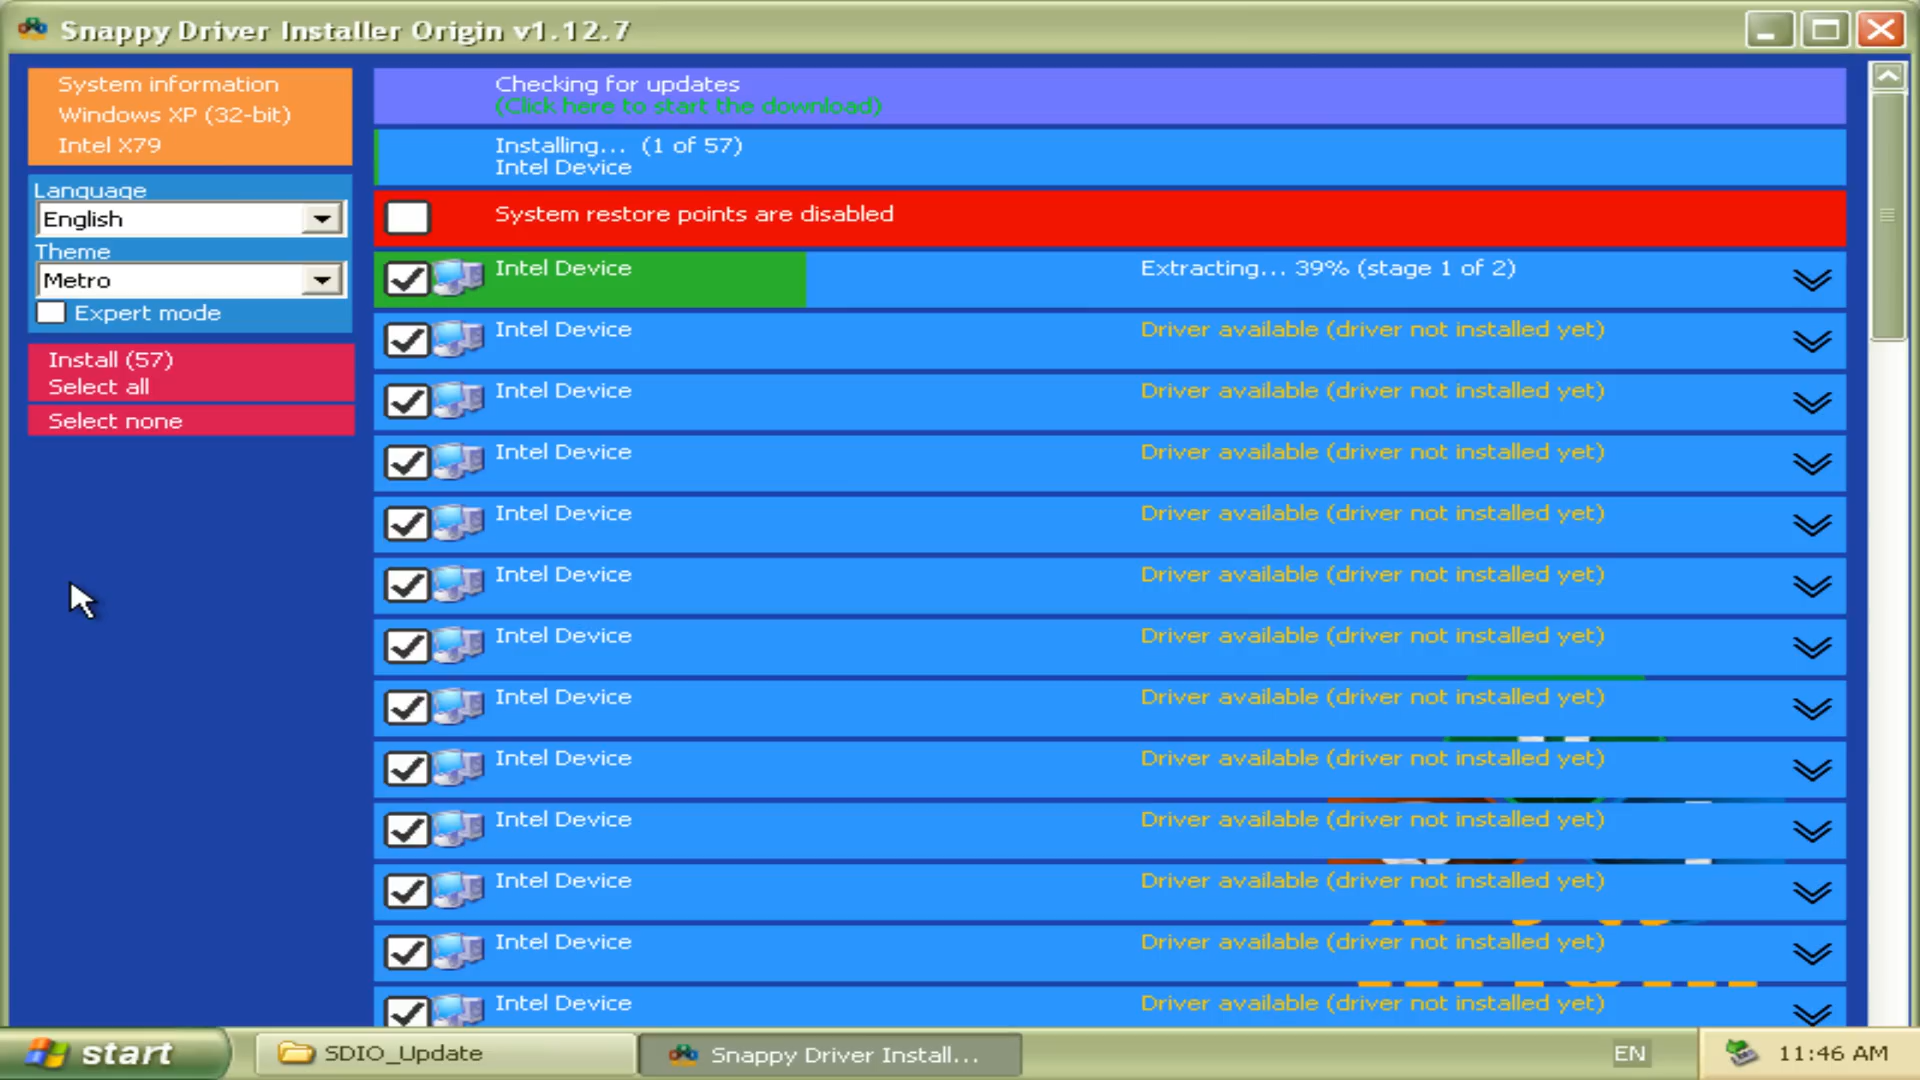 Snappy Driver Installer Origin v1.12.7
System information
Windows XP (32-bit)
Intel X79
Language
English
Theme
Metro
Expert mode
Install (57)
Select all
Select none
Checking for updates
(Click here to start the download)
Installing... (1 of 57)
Intel Device
System restore points are disabled
Intel Device Extracting... 39% (stage 1 of 2)
Intel Device Driver available (driver not installed yet)
Intel Device Driver available (driver not installed yet)
Intel Device Driver available (driver not installed yet)
Intel Device Driver available (driver not installed yet)
Intel Device Driver available (driver not installed yet)
Intel Device Driver available (driver not installed yet)
Intel Device Driver available (driver not installed yet)
Intel Device Driver available (driver not installed yet)
Intel Device Driver available (driver not installed yet)
Intel Device Driver available (driver not installed yet)
Intel Device Driver available (driver not installed yet)
Intel Device Driver available (driver not installed yet)
start SDIO_Update Snappy Driver Install... EN 11:46 AM